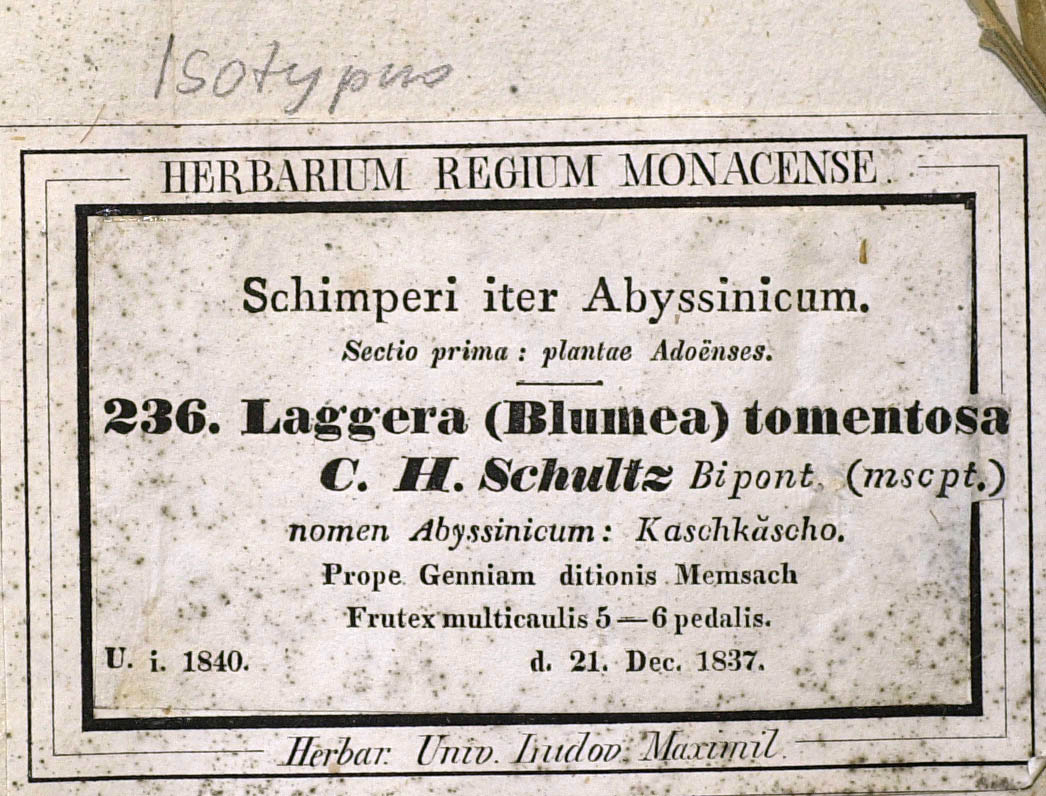 Isotypus
HERBARIUM REGIUM MONACENSE.
Schimperi iter Abyssinicum.
Sectio prima : plantae Adoënses.
236. Laggera (Blumea) tomentosa
C. H. Schultz Bipont. (mscpt.)
nomen Abyssinicum: Kaschkăscho.
Prope Genniam ditionis Memsach
Frutex multicaulis 5—6 pedalis.
U. i. 1840. d. 21. Dec. 1837.
Herbar. Univ. Ludov. Maximil.